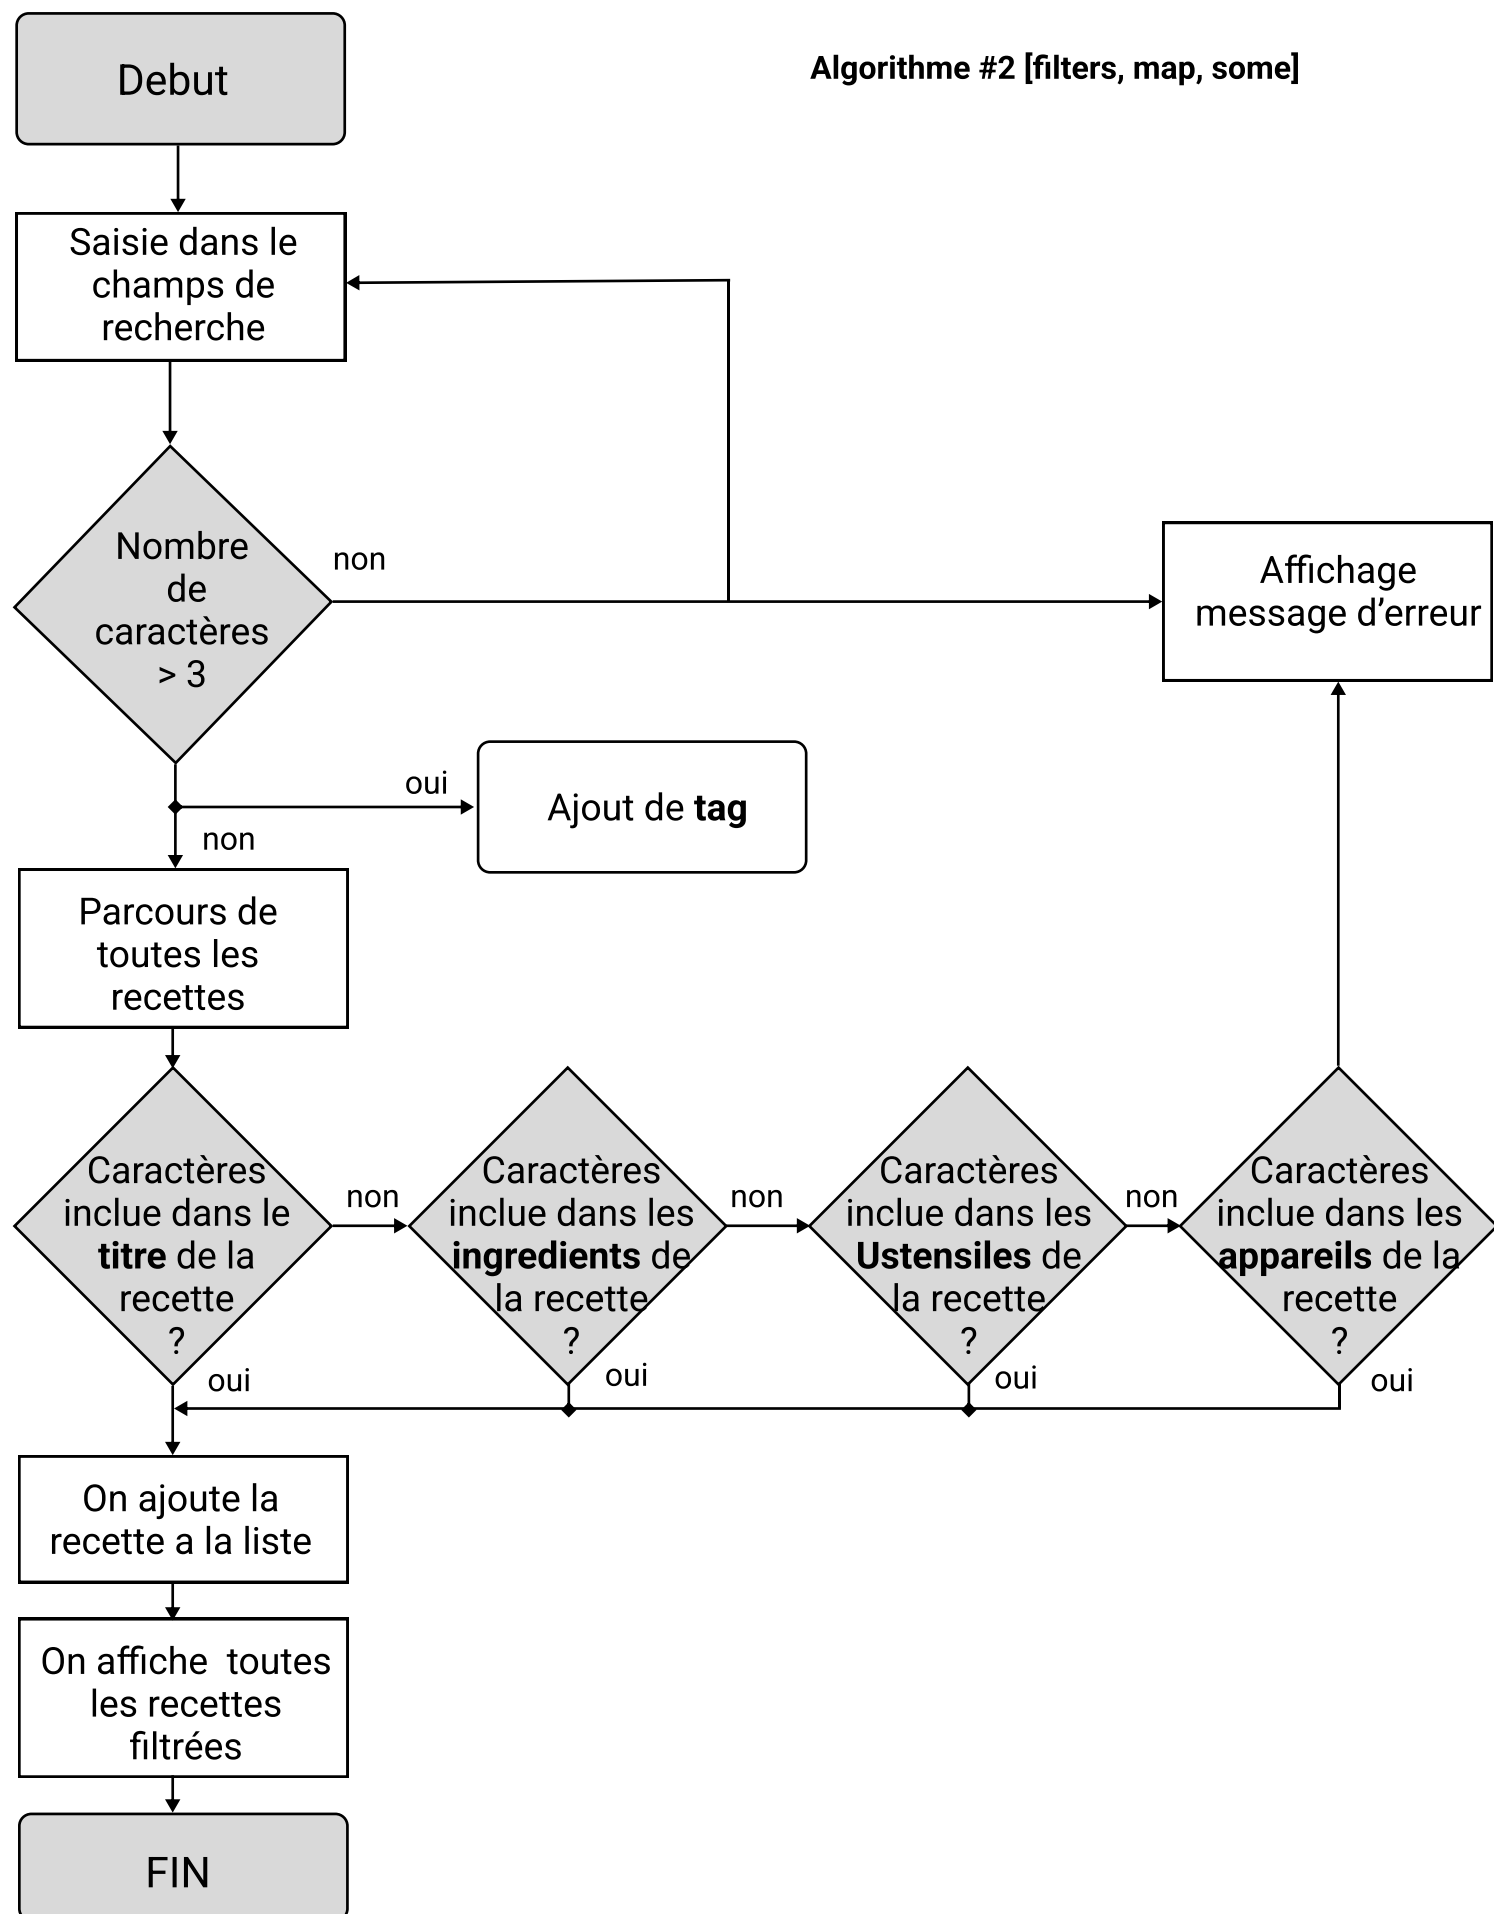 Debut
Algorithme #2 [filters, map, some]
Saisie dans le
champs de
recherche
Nombre
de
caractères
> 3
non
Affichage
message d’erreur
oui
Ajout de tag
non
Parcours de
toutes les
recettes
Caractères
inclue dans le
titre de la
recette
?
non
Caractères
inclue dans les
ingredients de
la recette
?
non
Caractères
inclue dans les
Ustensiles de
la recette
?
non
Caractères
inclue dans les
appareils de la
recette
?
oui
oui
oui
oui
On ajoute la
recette a la liste
On affiche  toutes
les recettes
filtrées
FIN